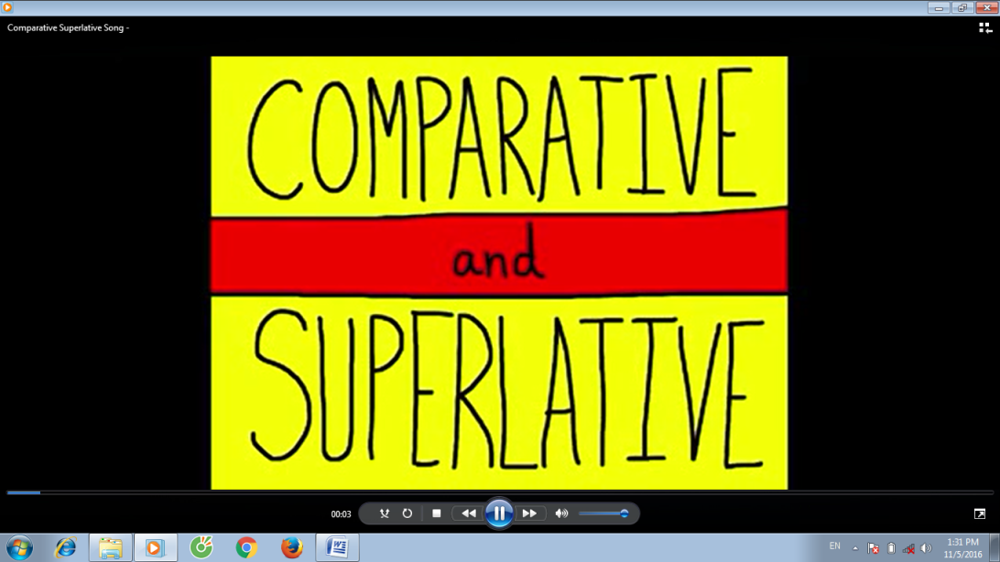 Comparative Superlative Song -
COMPARATIVE
and
SUPERLATIVE
00:03
EN
1:31 PM
11/5/2016